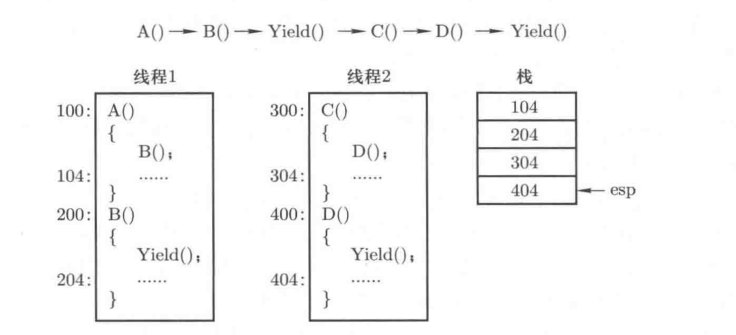 A() → B() → Yield() → C() → D() → Yield()
线程1
100: A()
{
B();
104: ......
}
200: B()
{
Yield();
204: ......
}
线程2
300: C()
{
D();
304: ......
}
400: D()
{
Yield();
404: ......
}
栈
104
204
304
404 ← esp